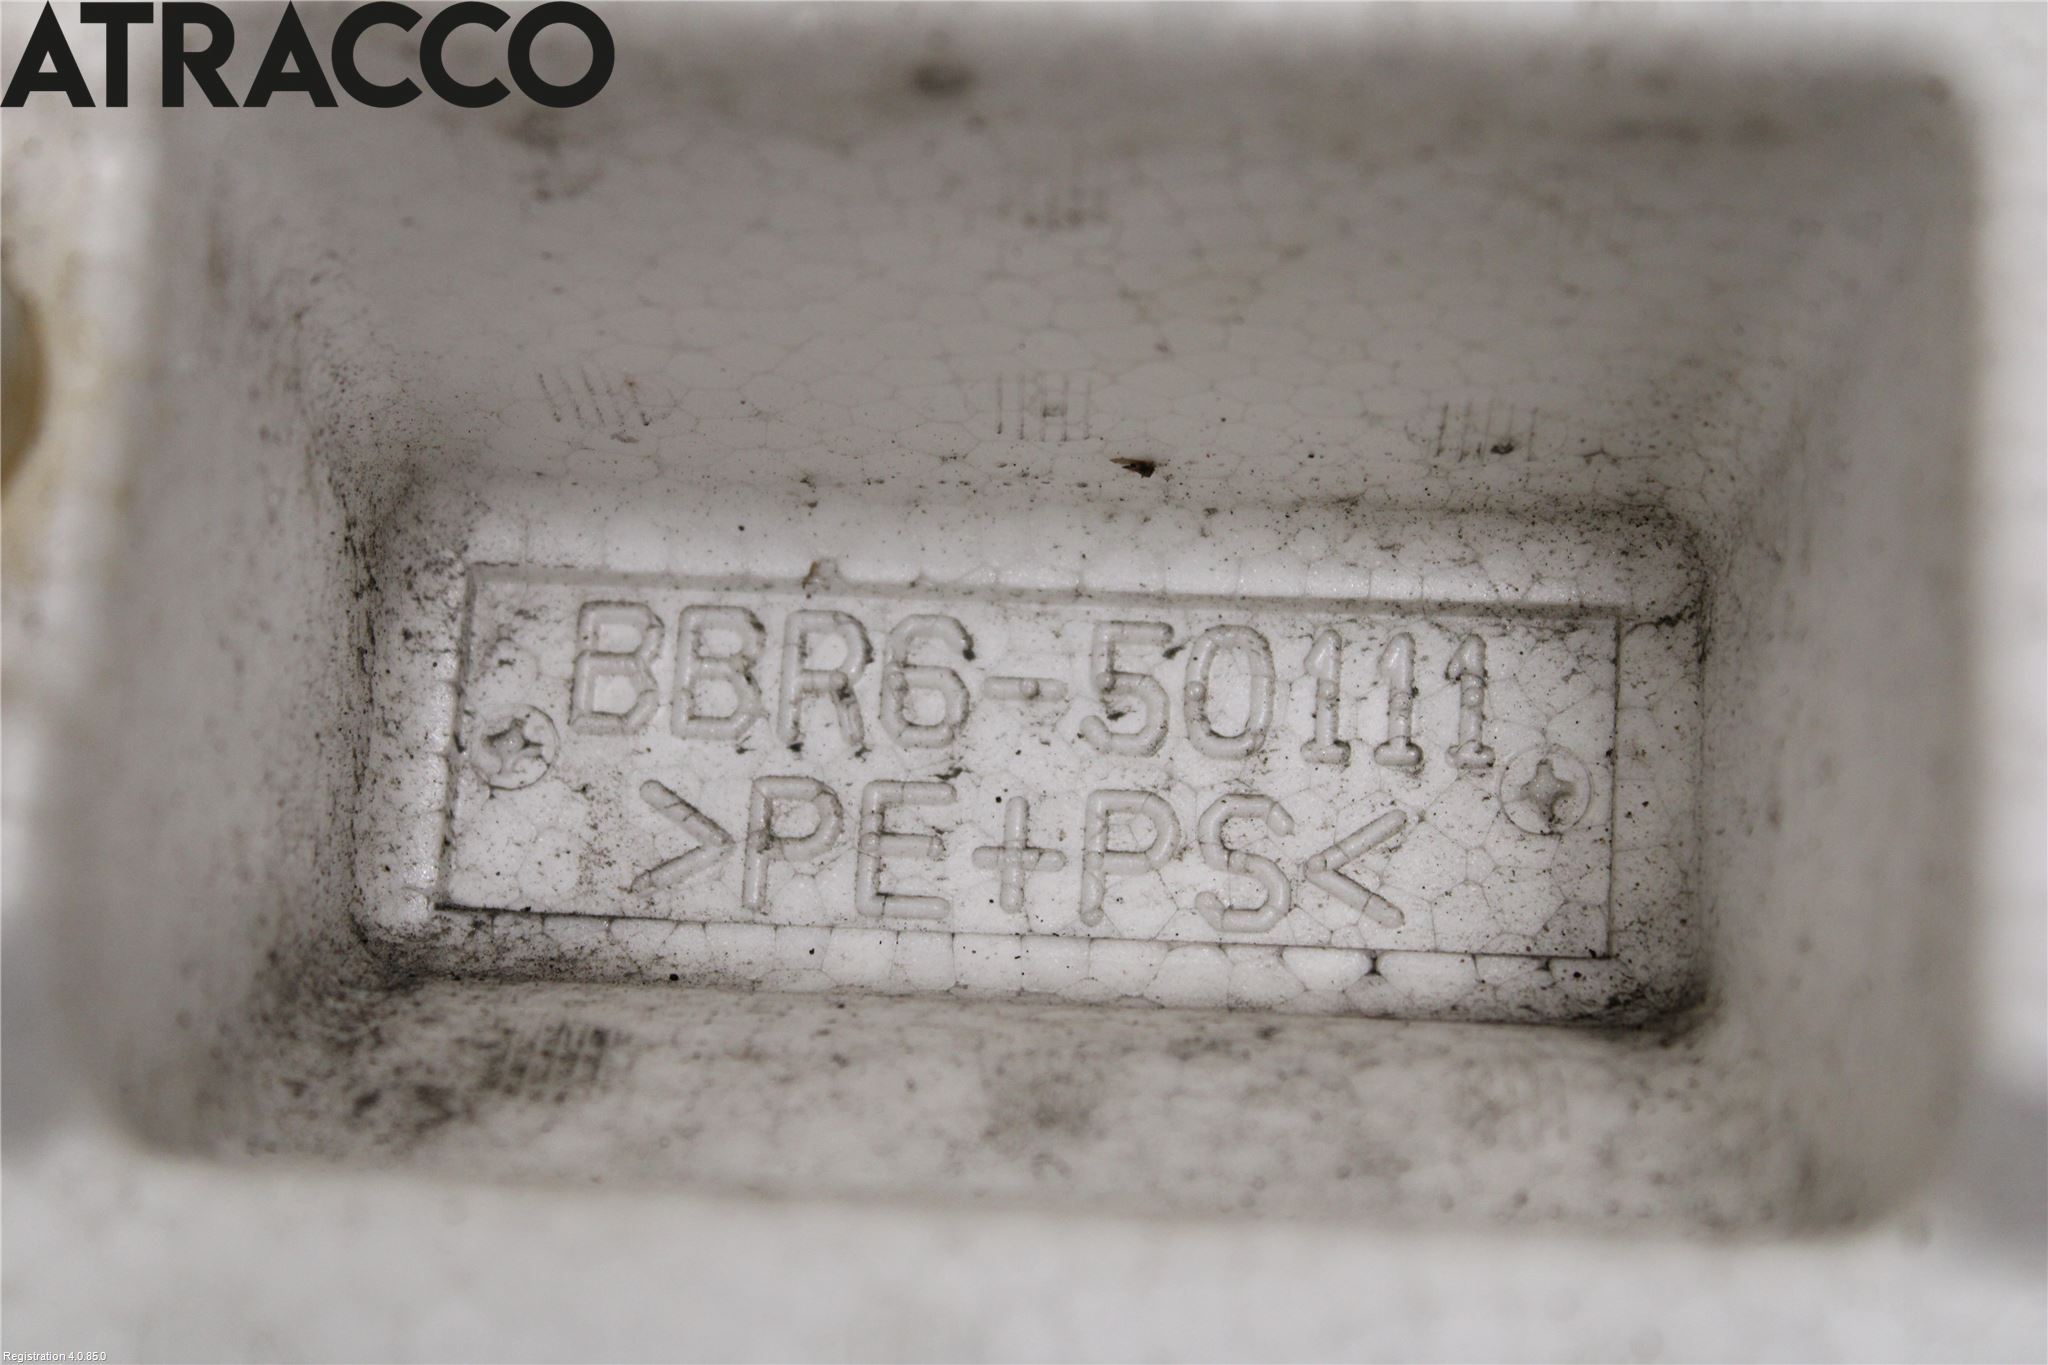 ATRACCO
BBR6-50111
>PE+PS<
Registration 4.0.85.0